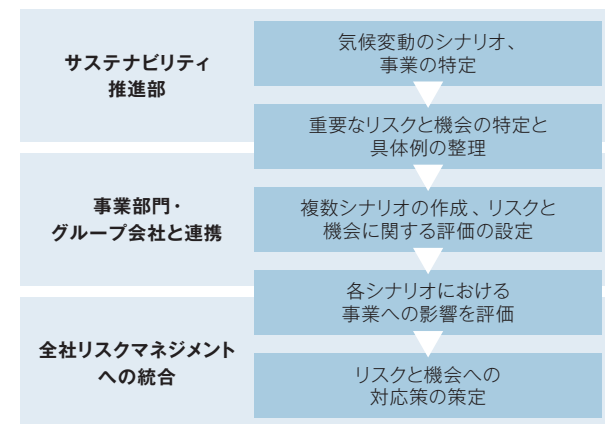 サステナビリティ
推進部
気候変動のシナリオ、
事業の特定
重要なリスクと機会の特定と
具体例の整理
事業部門・
グループ会社と連携
複数シナリオの作成、リスクと
機会に関する評価の設定
各シナリオにおける
事業への影響を評価
全社リスクマネジメント
への統合
リスクと機会への
対応策の策定